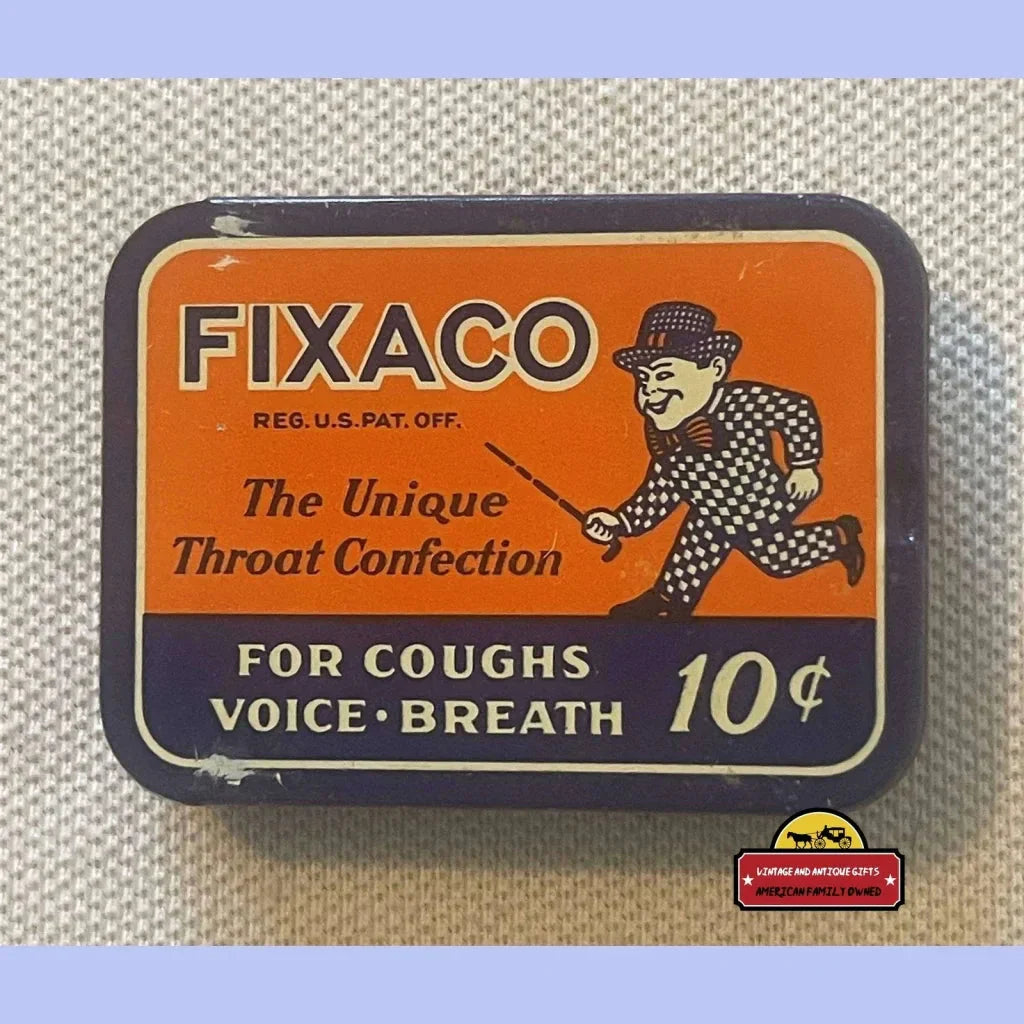 FIXACO
REG. U.S. PAT. OFF.
The Unique
Throat Confection
FOR COUGHS
VOICE • BREATH
10¢
VINTAGE AND ANTIQUE GIFTS
AMERICAN FAMILY OWNED